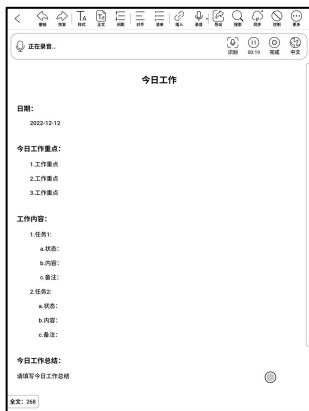 撤销 恢复 样式 正文 间距 对齐 清单 插入 录音 导出 搜索 同步 控制 更多
正在录音... 识别 00:19 完成 中文
今日工作
日期：
2022-12-12
今日工作重点：
1.工作重点
2.工作重点
3.工作重点
工作内容：
1.任务1：
a.状态：
b.内容：
c.备注：
2.任务2：
a.状态：
b.内容：
c.备注：
今日工作总结：
请填写今日工作总结
全文：268